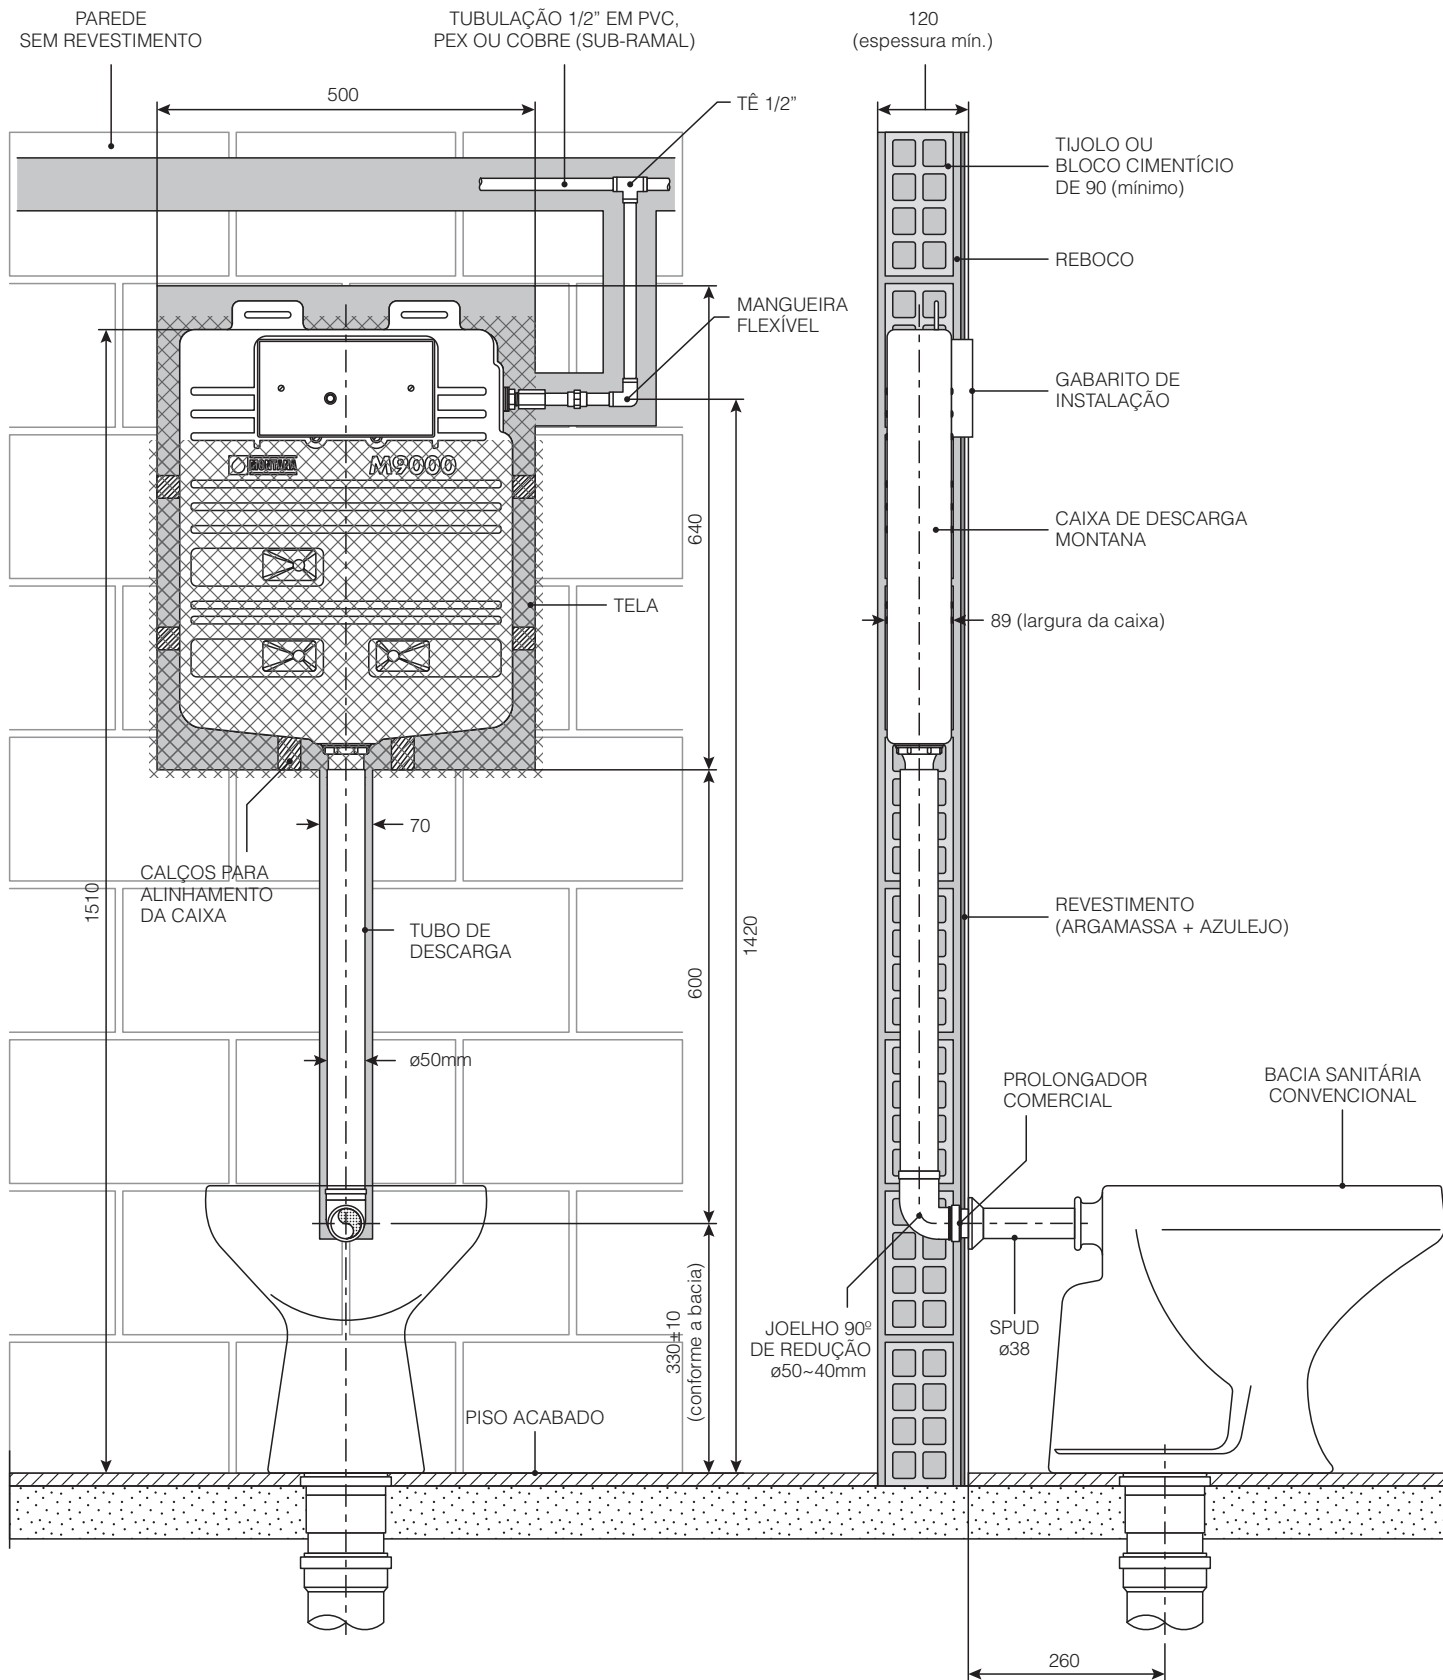 PAREDE
SEM REVESTIMENTO
TUBULAÇÃO 1/2” EM PVC,
PEX OU COBRE (SUB-RAMAL)
120
(espessura mín.)
500
TÊ 1/2”
TIJOLO OU
BLOCO CIMENTÍCIO
DE 90 (mínimo)
REBOCO
MANGUEIRA
FLEXÍVEL
GABARITO DE
INSTALAÇÃO
MONTANA
M9000
640
CAIXA DE DESCARGA
MONTANA
TELA
89 (largura da caixa)
70
CALÇOS PARA
ALINHAMENTO
DA CAIXA
1510
TUBO DE
DESCARGA
600
1420
REVESTIMENTO
(ARGAMASSA + AZULEJO)
ø50mm
PROLONGADOR
COMERCIAL
BACIA SANITÁRIA
CONVENCIONAL
330±10
(conforme a bacia)
JOELHO 90º
DE REDUÇÃO
ø50~40mm
SPUD
ø38
PISO ACABADO
260